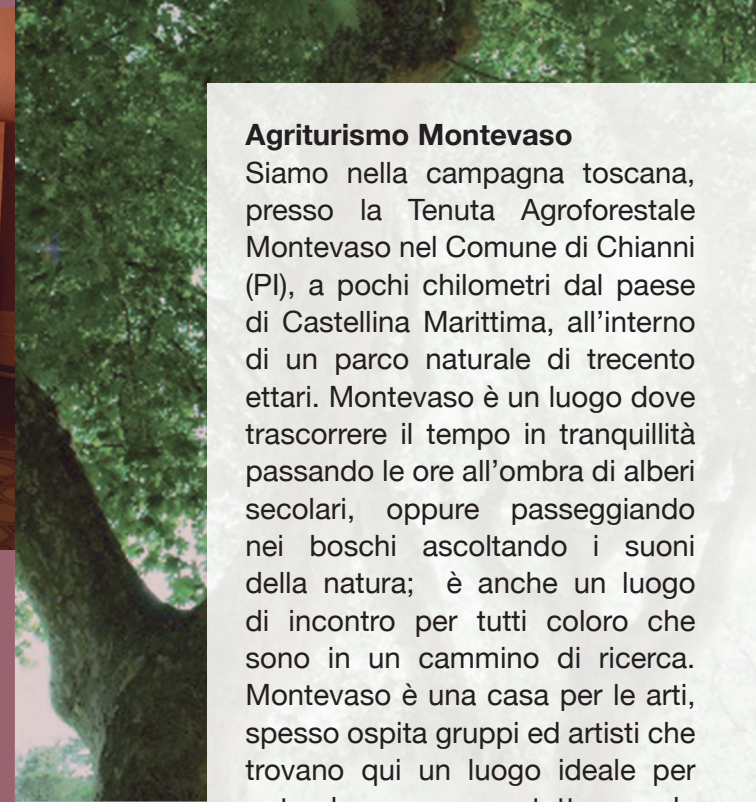 Agriturismo Montevaso
Siamo nella campagna toscana,
presso la Tenuta Agroforestale
Montevaso nel Comune di Chianni
(PI), a pochi chilometri dal paese
di Castellina Marittima, all’interno
di un parco naturale di trecento
ettari. Montevaso è un luogo dove
trascorrere il tempo in tranquillità
passando le ore all’ombra di alberi
secolari, oppure passeggiando
nei boschi ascoltando i suoni
della natura; è anche un luogo
di incontro per tutti coloro che
sono in un cammino di ricerca.
Montevaso è una casa per le arti,
spesso ospita gruppi ed artisti che
trovano qui un luogo ideale per